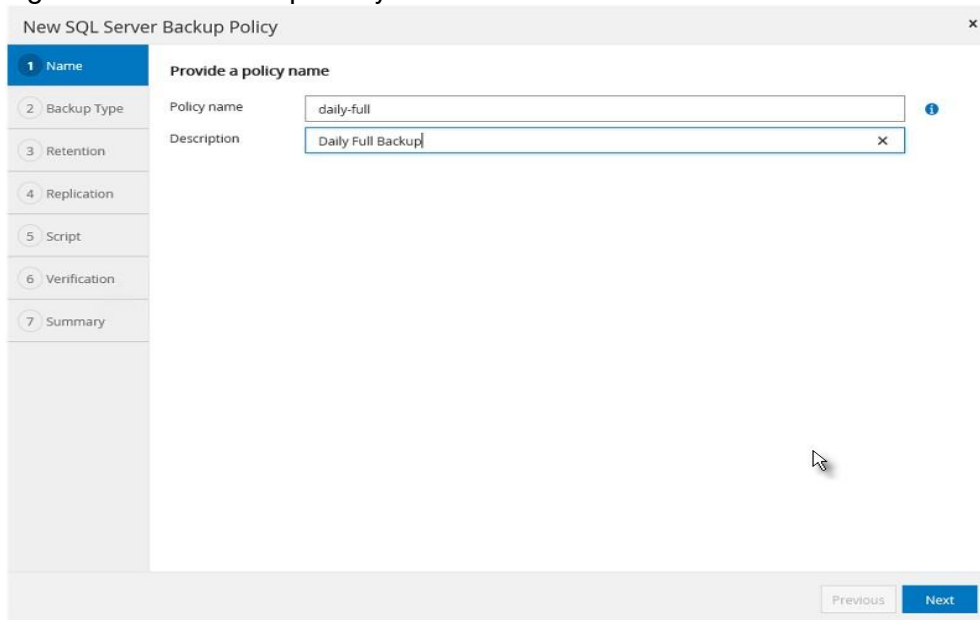 New SQL Server Backup Policy x
1 Name
2 Backup Type
3 Retention
4 Replication
5 Script
6 Verification
7 Summary
Provide a policy name
Policy name daily-full
Description Daily Full Backup
Previous Next